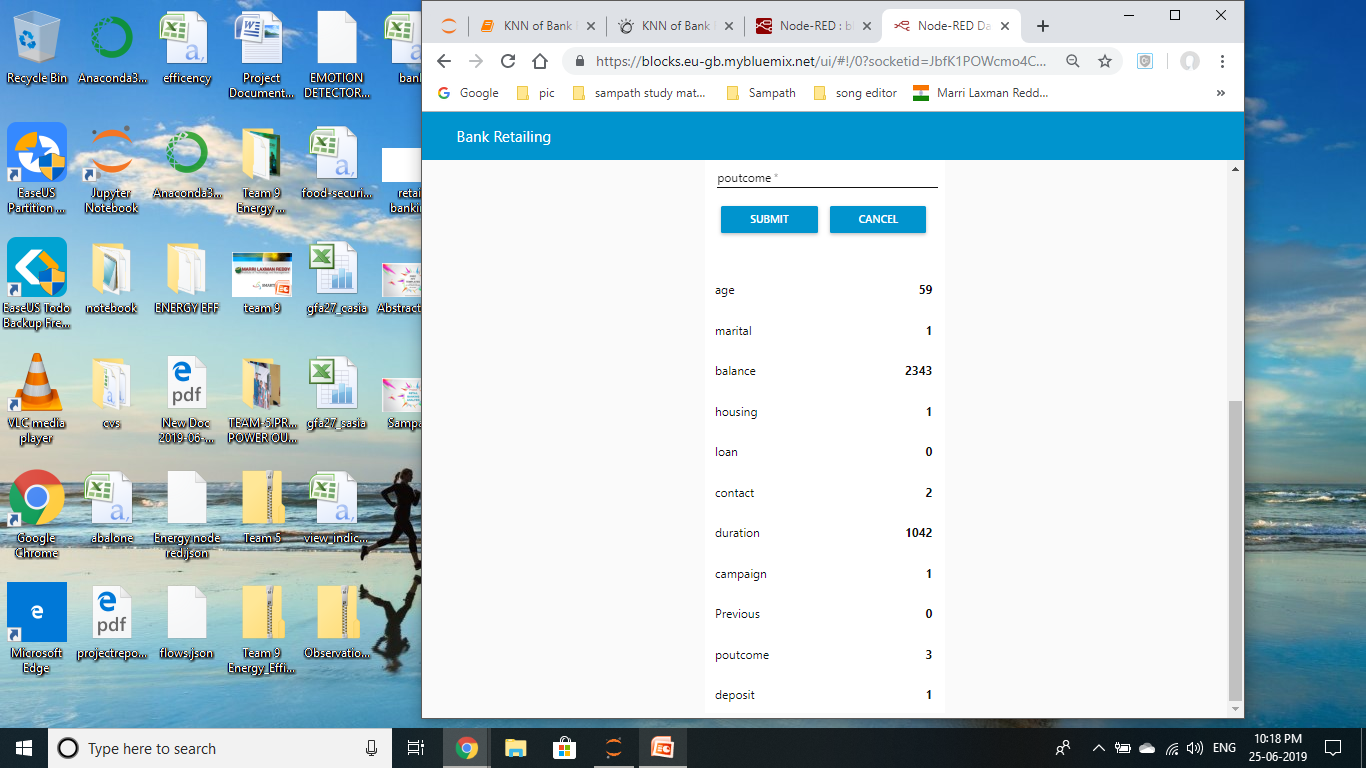 Recycle Bin
Anaconda3...
efficency
Project
Document...
EMOTION
DETECTOR...
EaseUS
Partition ...
Jupyter
Notebook
Anaconda3...
Team 9
Energy ...
food-securi...
EaseUS Todo
Backup Fre...
notebook
ENERGY EFF
team 9
gfa27_casia
Abstract
VLC media
player
cvs
New Doc
2019-06-...
TEAM-5.PR...
POWER OU...
gfa27_sasia
Google
Chrome
abalone
Energy node
red.json
Team 5
view_indic...
Microsoft
Edge
projectrepo...
flows.json
Team 9
Energy_Effi...
Observatio...
KNN of Bank
KNN of Bank
Node-RED : b
Node-RED Da
https://blocks.eu-gb.mybluemix.net/ui/#!/0?socketid=JbfK1POWcmo4C...
Google
pic
sampath study mat...
Sampath
song editor
Marri Laxman Redd...
»
Bank Retailing
poutcome *
SUBMIT CANCEL
age 59
marital 1
balance 2343
housing 1
loan 0
contact 2
duration 1042
campaign 1
Previous 0
poutcome 3
deposit 1
Type here to search
ENG
10:18 PM
25-06-2019